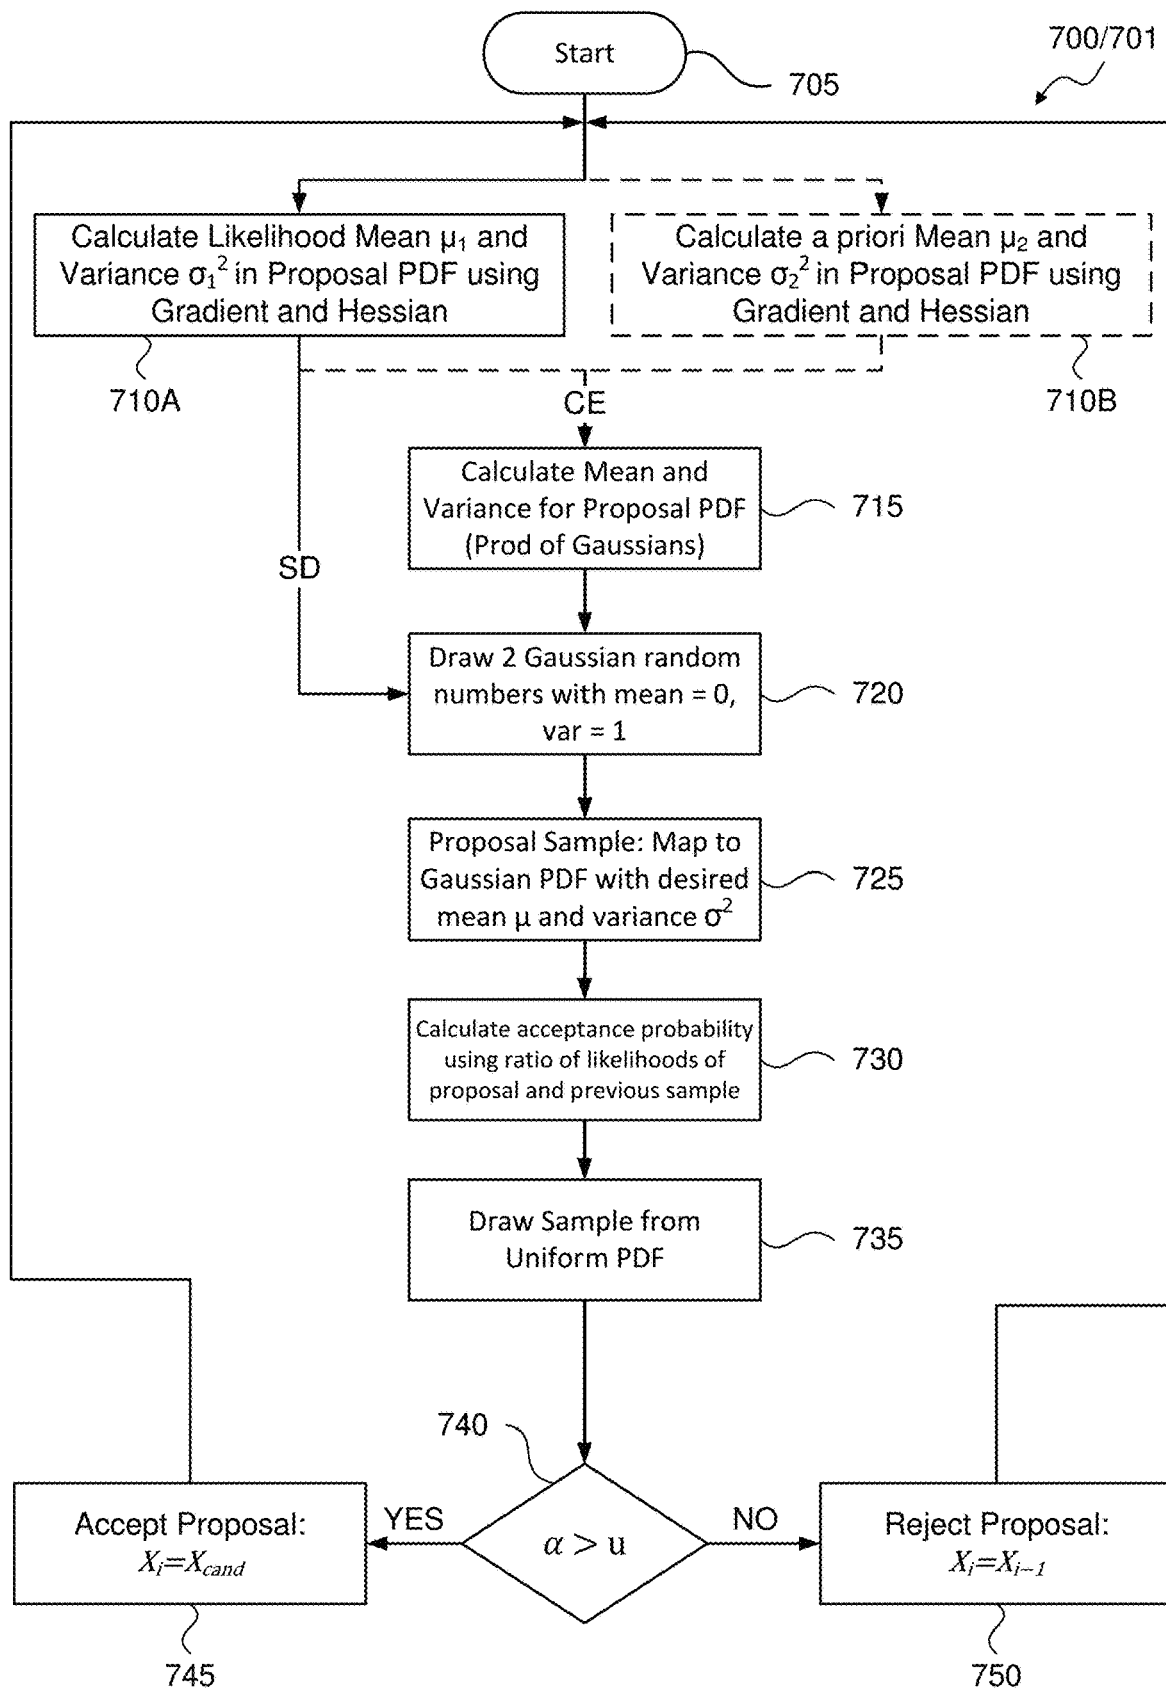 Start
705
700/701
Calculate Likelihood Mean μ₁ and
Variance σ₁² in Proposal PDF using
Gradient and Hessian
710A
Calculate a priori Mean μ₂ and
Variance σ₂² in Proposal PDF using
Gradient and Hessian
710B
CE
SD
Calculate Mean and
Variance for Proposal PDF
(Prod of Gaussians)
715
Draw 2 Gaussian random
numbers with mean = 0,
var = 1
720
Proposal Sample: Map to
Gaussian PDF with desired
mean μ and variance σ²
725
Calculate acceptance probability
using ratio of likelihoods of
proposal and previous sample
730
Draw Sample from
Uniform PDF
735
740
α > u
YES
NO
Accept Proposal:
Xᵢ=X_cand
745
Reject Proposal:
Xᵢ=Xᵢ₋₁
750